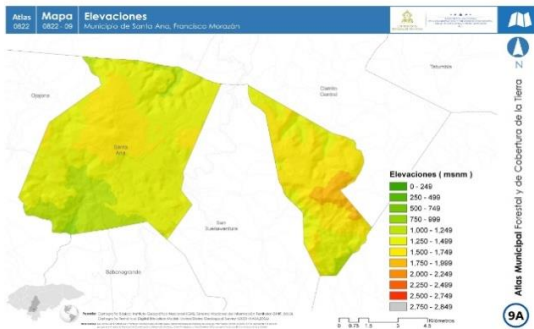 Atlas
0822
Mapa
0822 - 09
Elevaciones
Municipio de Santa Ana, Francisco Morazán
N
Tatumbla
Ojojona
Distrito Central
Santa Ana
San Buenaventura
Sabanagrande
Elevaciones ( msnm )
0 - 249
250 - 499
500 - 749
750 - 999
1,000 - 1,249
1,250 - 1,499
1,500 - 1,749
1,750 - 1,999
2,000 - 2,249
2,250 - 2,499
2,500 - 2,749
2,750 - 2,849
Kilómetros
0 0.75 1.5 3 4.5
Atlas Municipal Forestal y de Cobertura de la Tierra
9A